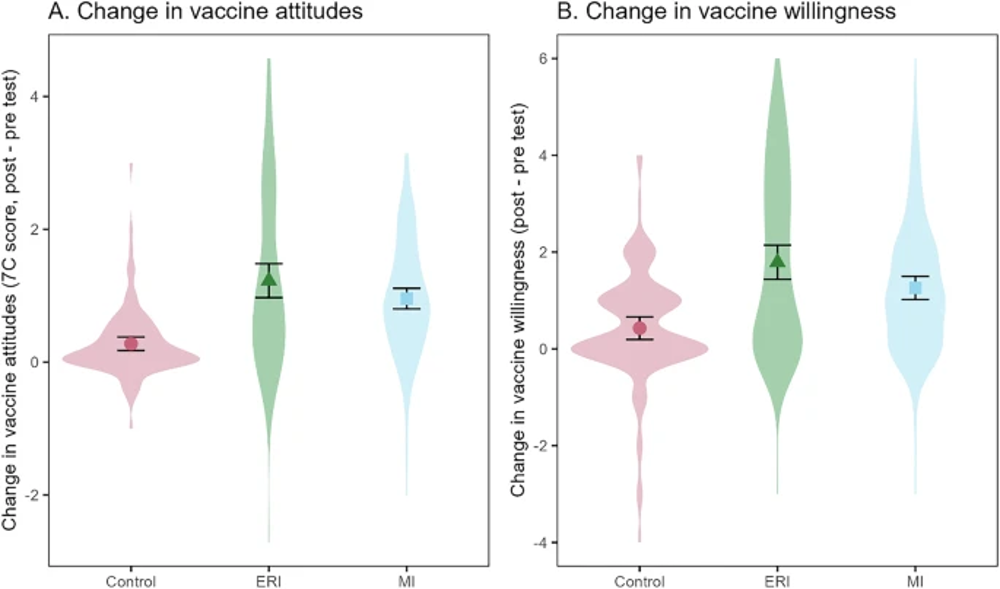 A. Change in vaccine attitudes
Change in vaccine attitudes (7C score, post - pre test)
4
2
0
-2
Control ERI MI
B. Change in vaccine willingness
Change in vaccine willingness (post - pre test)
6
4
2
0
-2
-4
Control ERI MI